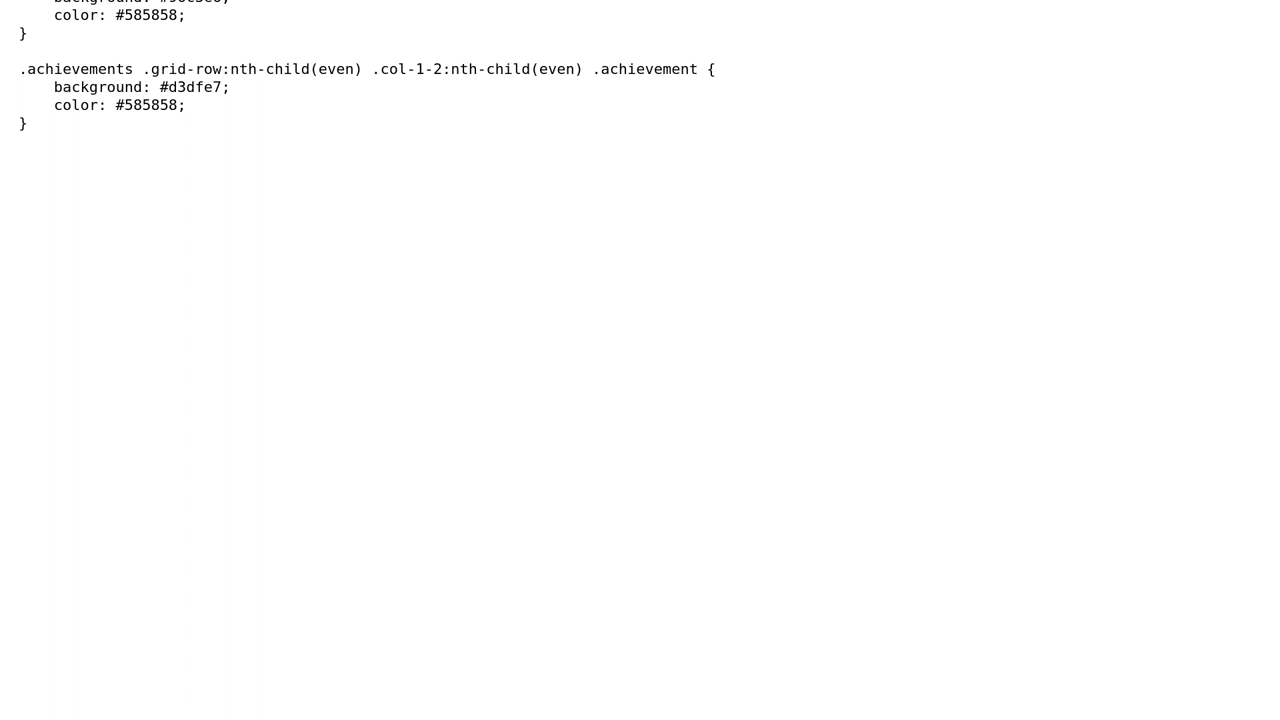 color: #585858;
}
.achievements .grid-row:nth-child(even) .col-1-2:nth-child(even) .achievement {
background: #d3dfe7;
color: #585858;
}